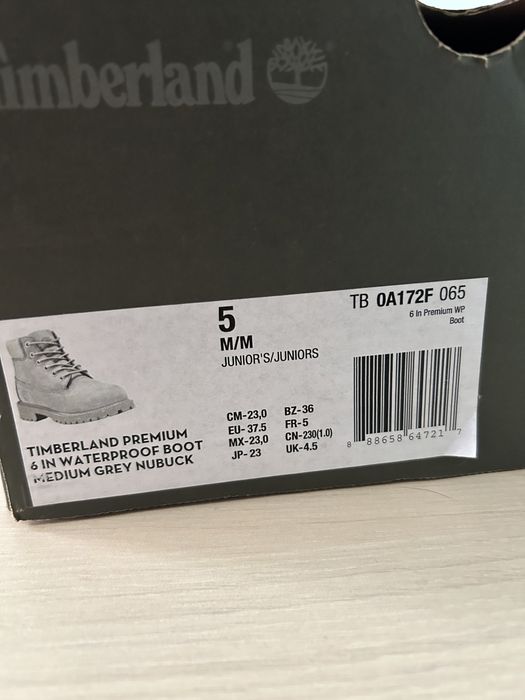 Timberland
5
M/M
JUNIOR'S/JUNIORS
TB 0A172F 065
6 In Premium WP
Boot
TIMBERLAND PREMIUM
6 IN WATERPROOF BOOT
MEDIUM GREY NUBUCK
CM-23,0 BZ-36
EU- 37.5 FR-5
MX-23,0 CN-230(1.0)
JP- 23 UK-4.5
8 88658 64721 7